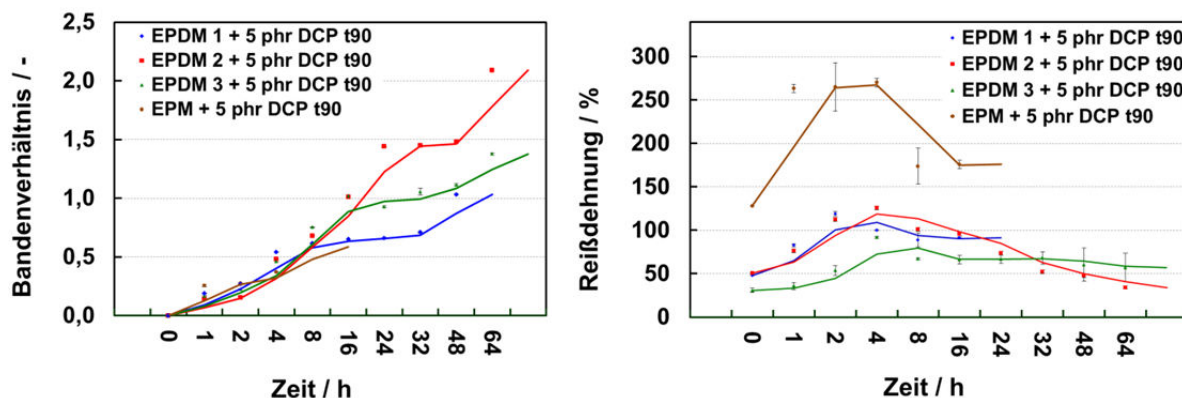 Bandenverhältnis / -
2,5
2,0
1,5
1,0
0,5
0,0
EPDM 1 + 5 phr DCP t90
EPDM 2 + 5 phr DCP t90
EPDM 3 + 5 phr DCP t90
EPM + 5 phr DCP t90
0 1 2 4 8 16 24 32 48 64
Zeit / h
Reißdehnung / %
300
250
200
150
100
50
0
EPDM 1 + 5 phr DCP t90
EPDM 2 + 5 phr DCP t90
EPDM 3 + 5 phr DCP t90
EPM + 5 phr DCP t90
0 1 2 4 8 16 24 32 48 64
Zeit / h